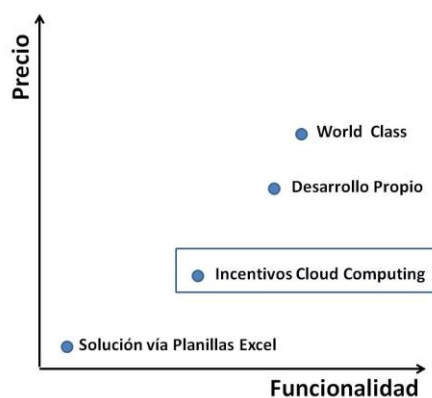 Precio
World Class
Desarrollo Propio
Incentivos Cloud Computing
Solución vía Planillas Excel
Funcionalidad